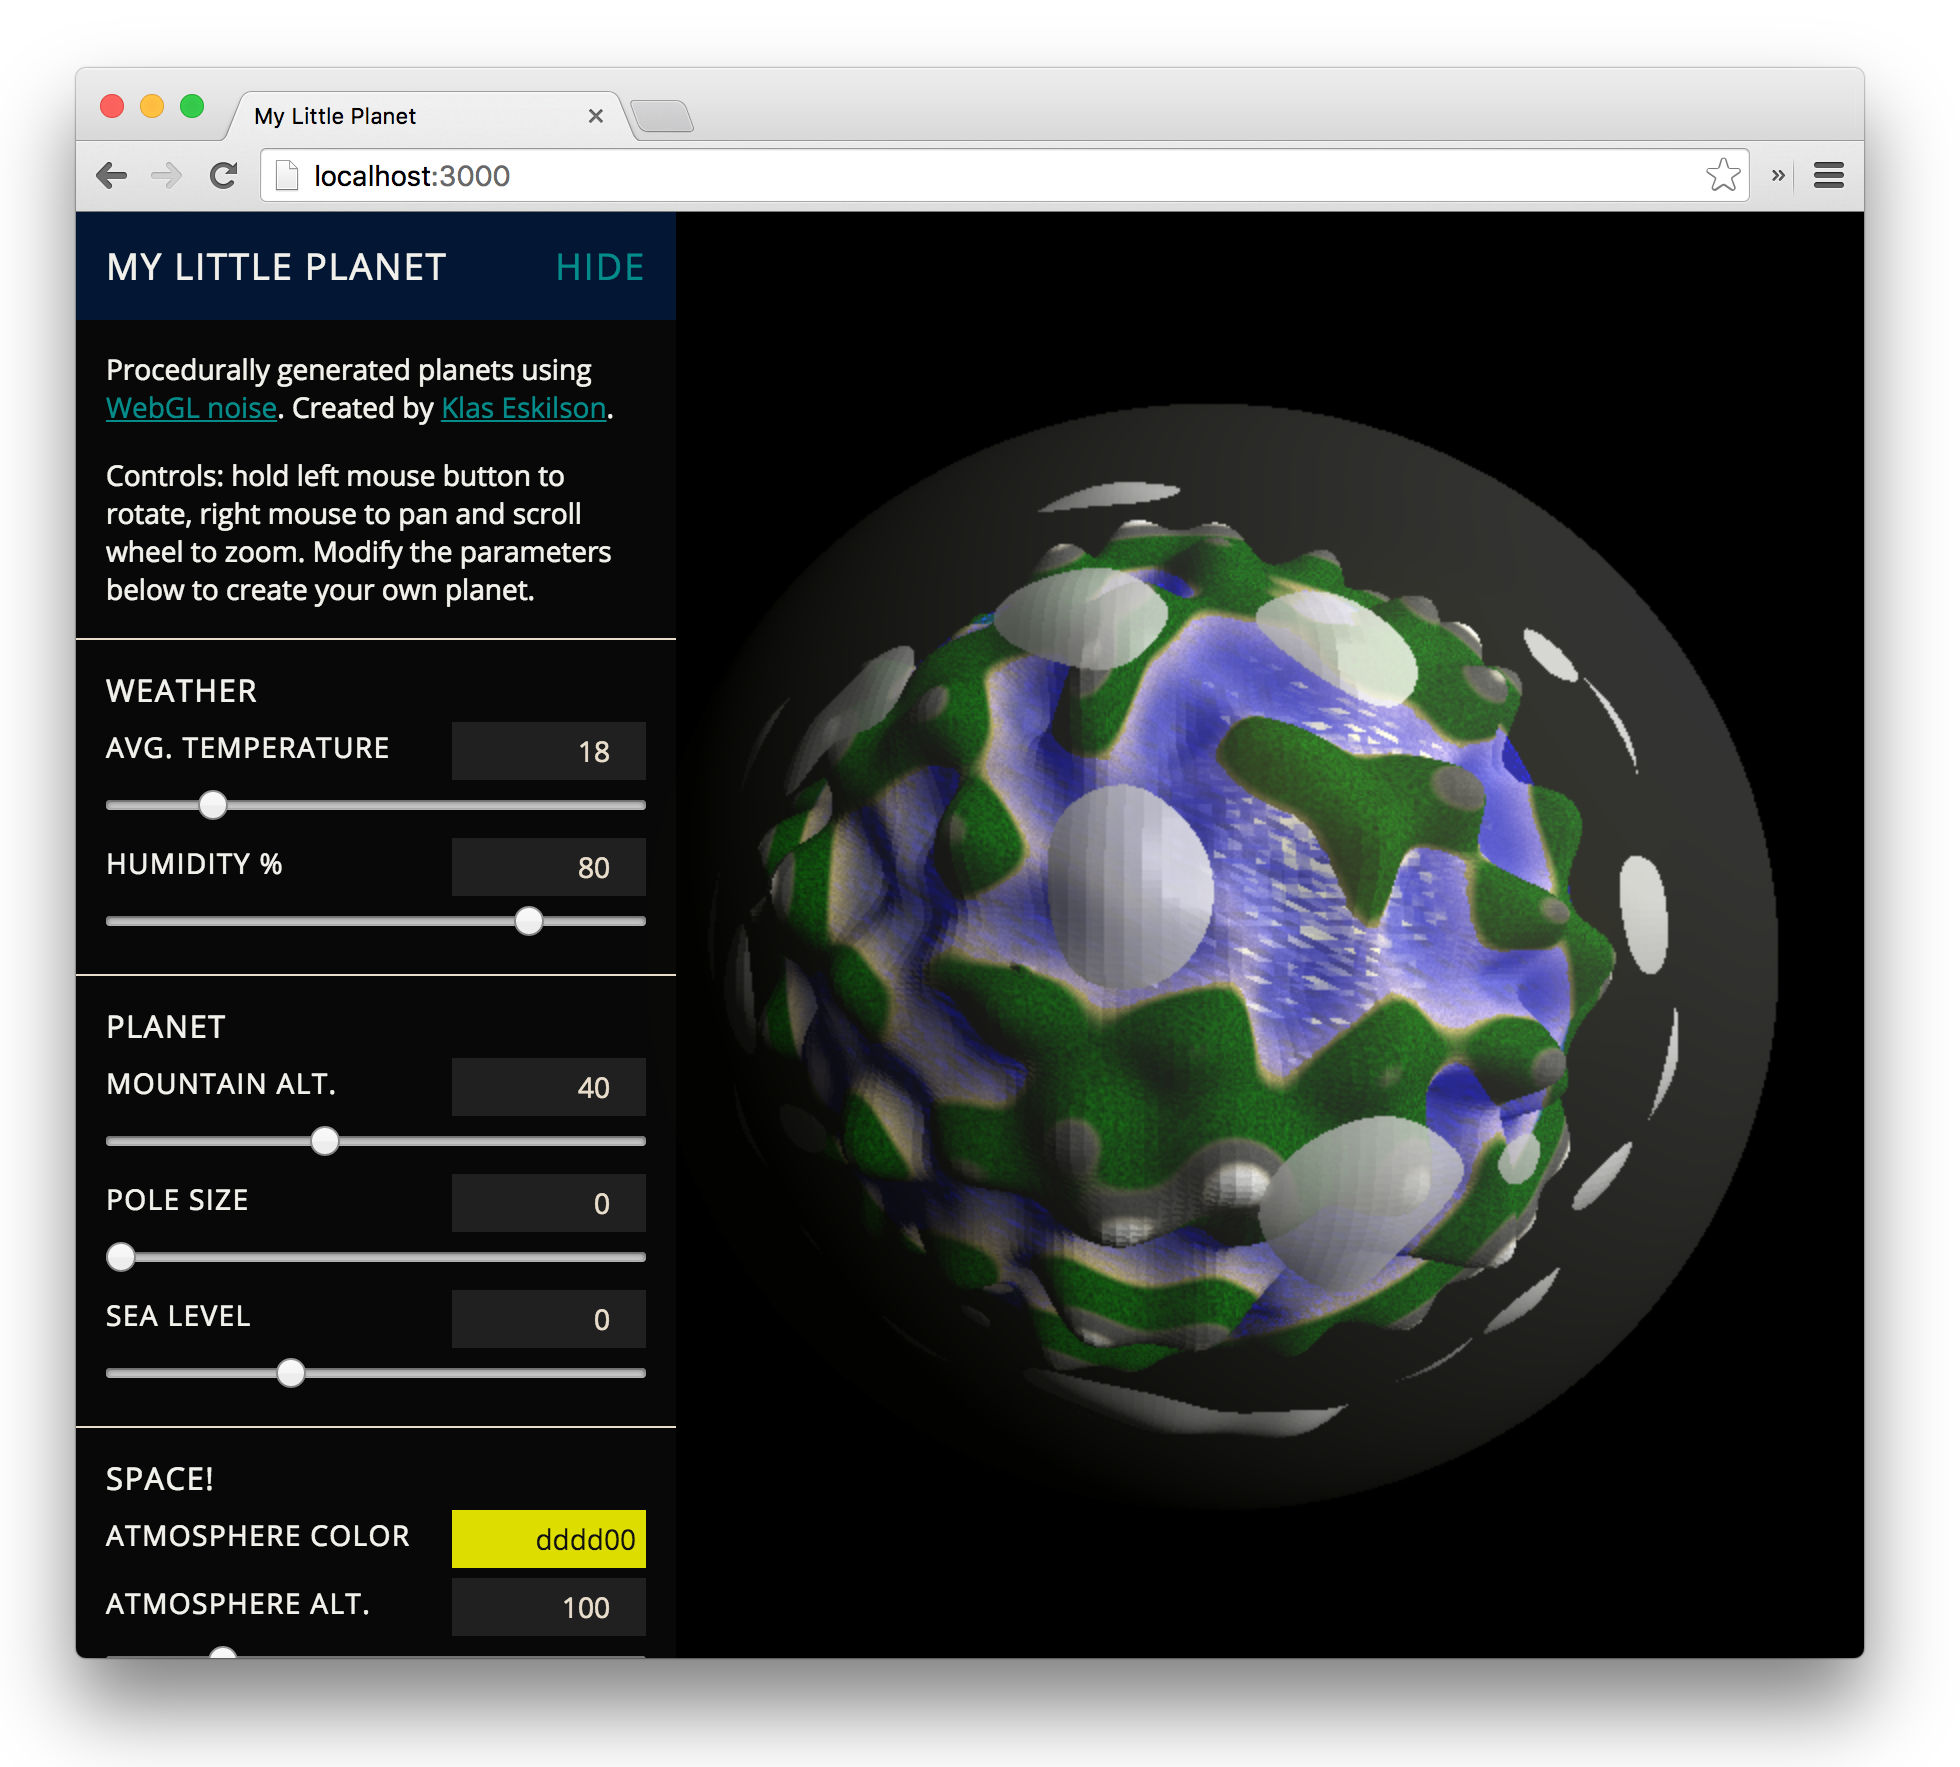 My Little Planet
localhost:3000
MY LITTLE PLANET HIDE
Procedurally generated planets using
WebGL noise. Created by Klas Eskilson.
Controls: hold left mouse button to
rotate, right mouse to pan and scroll
wheel to zoom. Modify the parameters
below to create your own planet.
WEATHER
AVG. TEMPERATURE 18
HUMIDITY % 80
PLANET
MOUNTAIN ALT. 40
POLE SIZE 0
SEA LEVEL 0
SPACE!
ATMOSPHERE COLOR dddd00
ATMOSPHERE ALT. 100